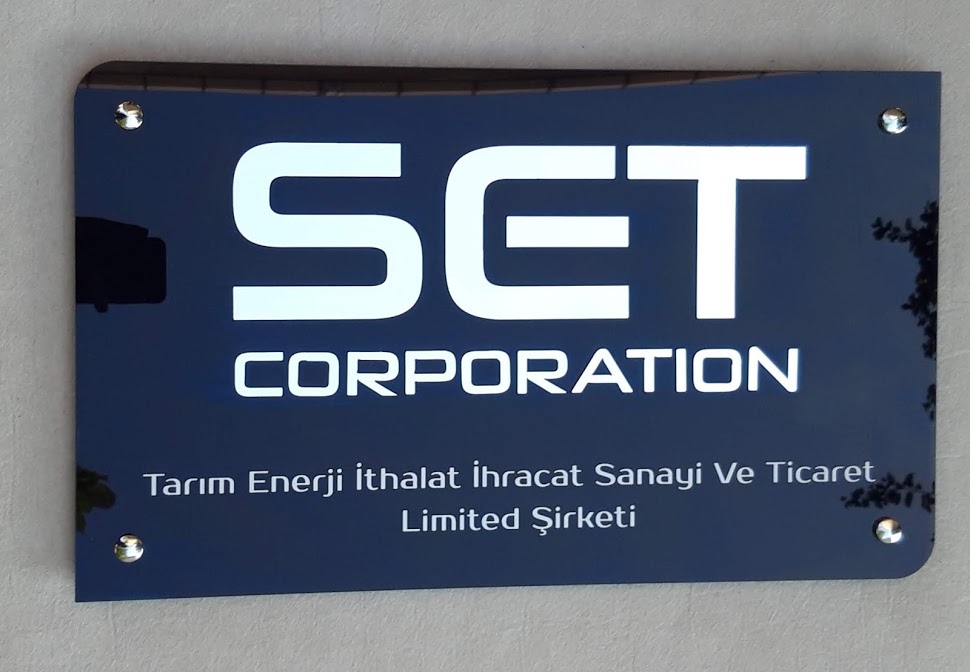 SET
CORPORATION
Tarım Enerji İthalat İhracat Sanayi Ve Ticaret
Limited Şirketi